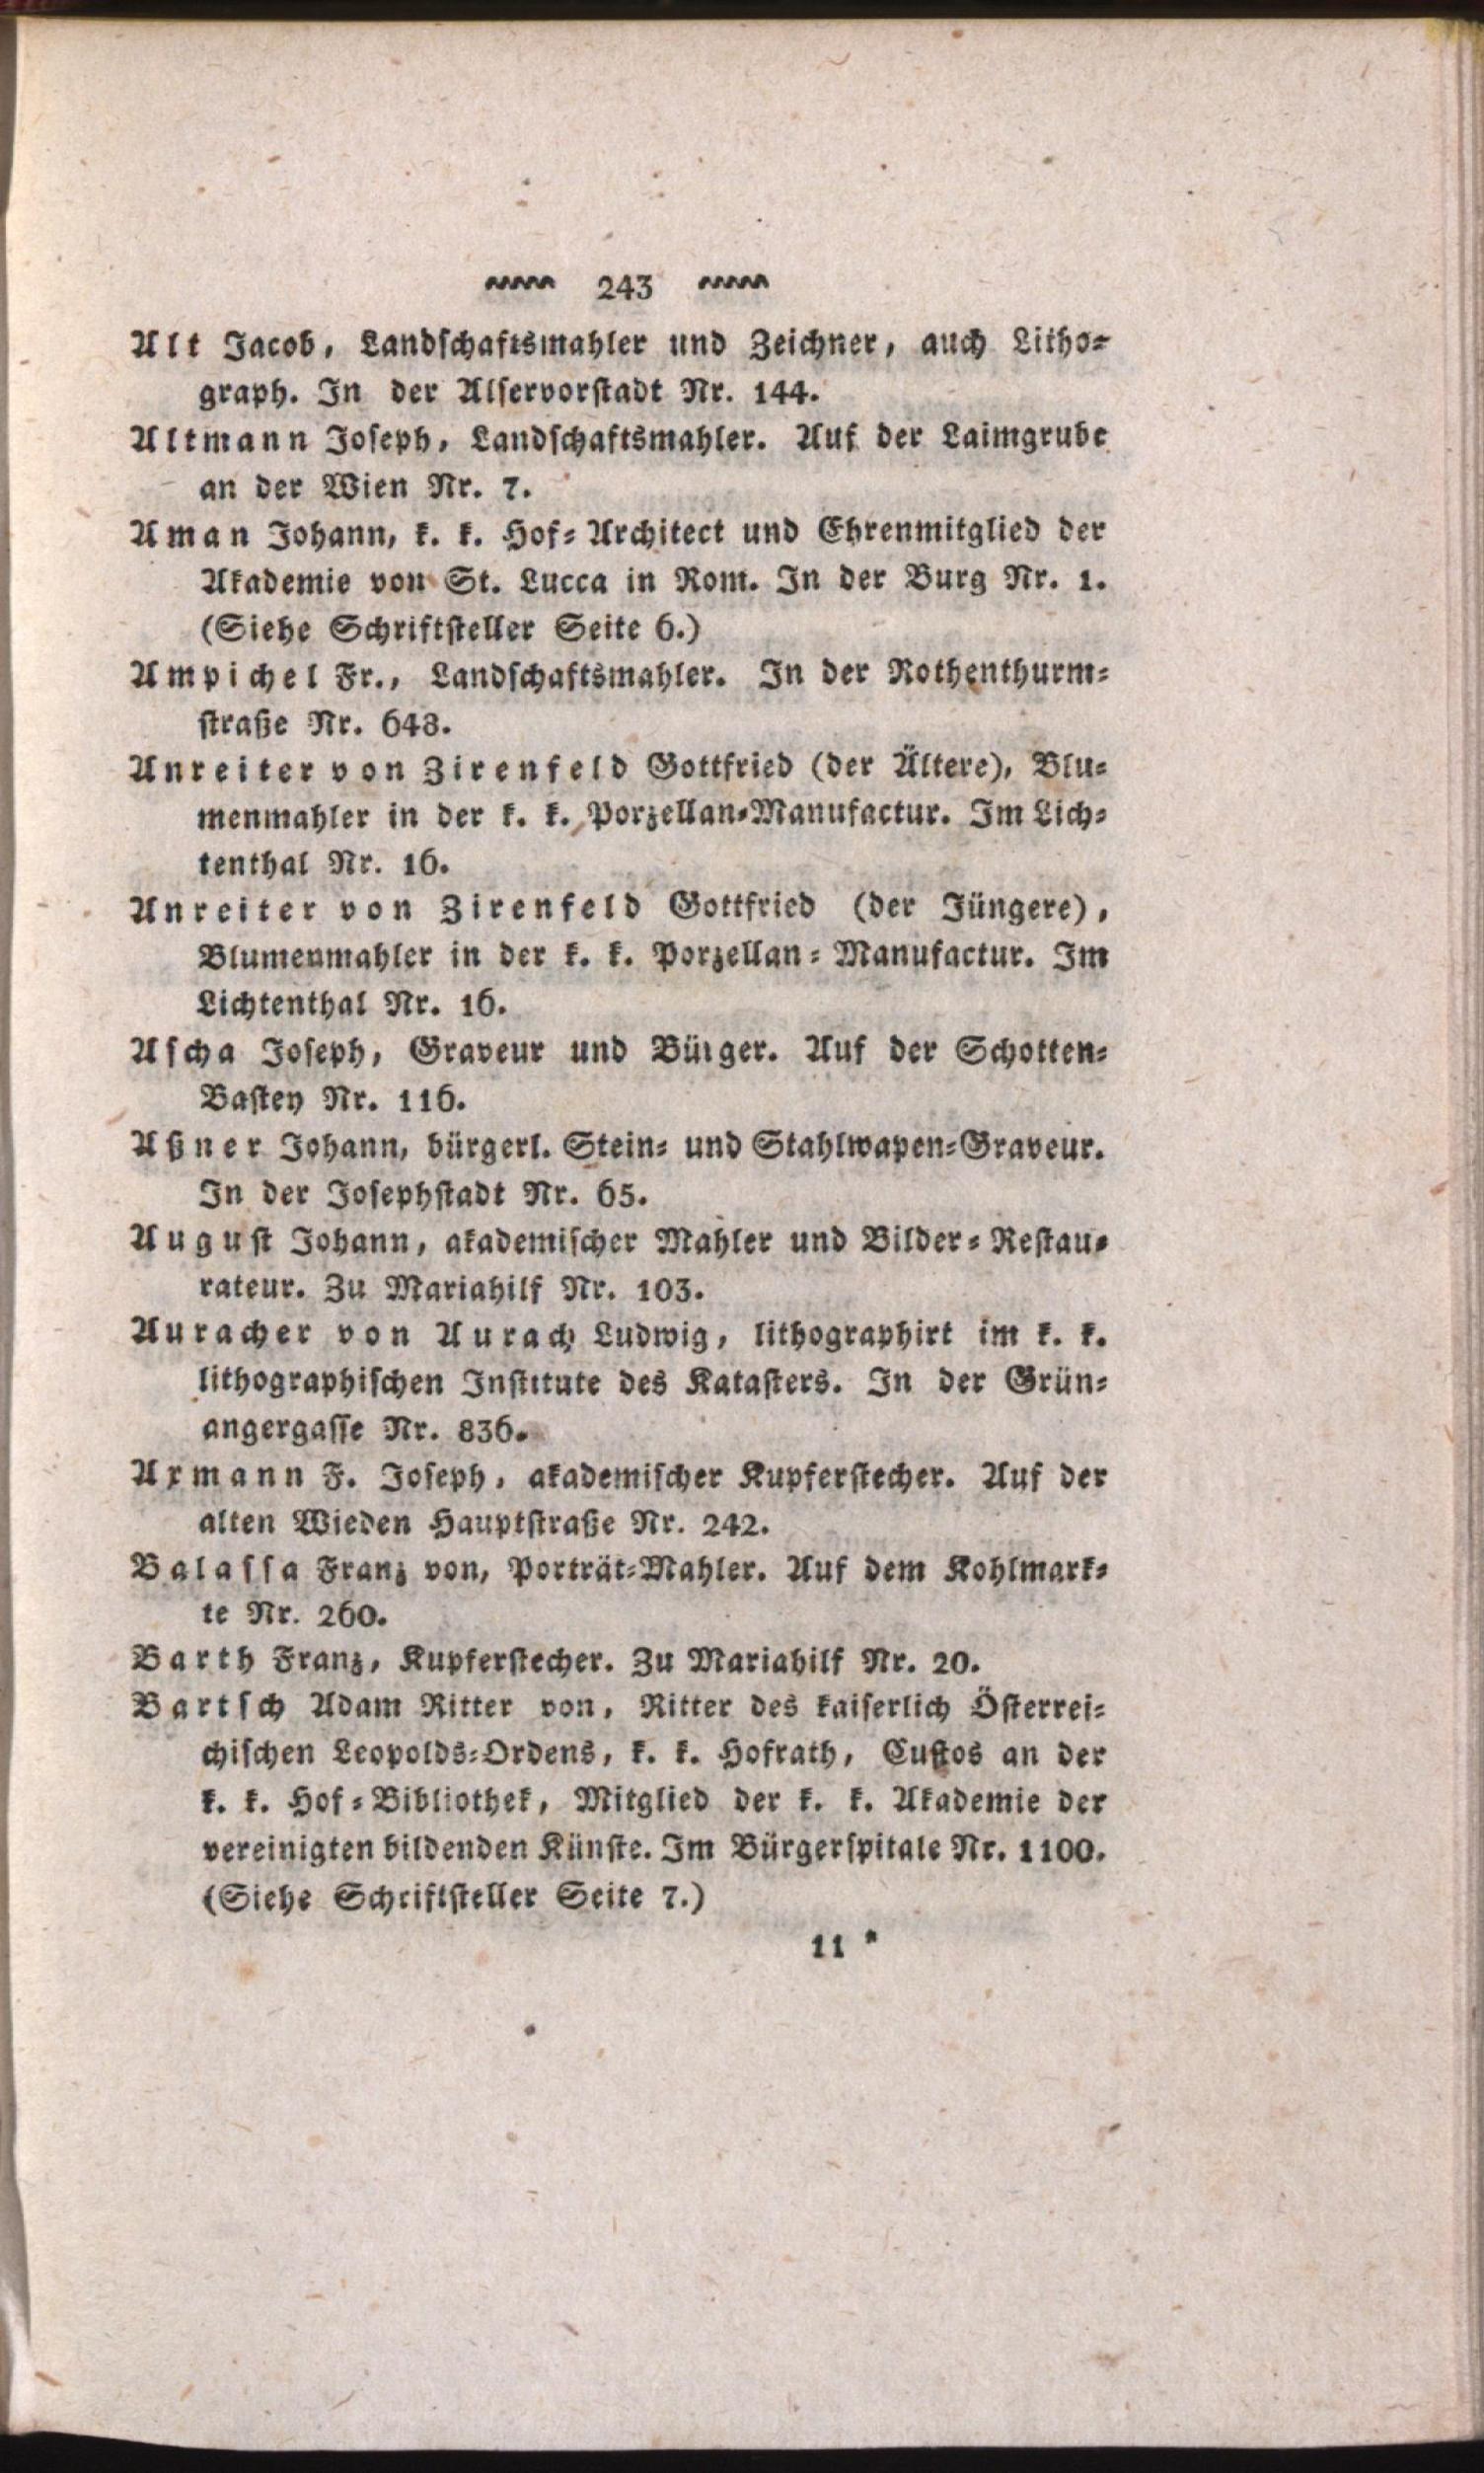 243
Alt Jacob, Landschaftsmahler und Zeichner, auch Litho-
graph. In der Alservorstadt Nr. 144.
Altmann Joseph, Landschaftsmahler. Auf der Laimgrube
an der Wien Nr. 7.
Aman Johann, k. k. Hof-Architect und Ehrenmitglied der
Akademie von St. Lucca in Rom. In der Burg Nr. 1.
(Siehe Schriftsteller Seite 6.)
Ampichel Fr., Landschaftsmahler. In der Rothenthurm-
straße Nr. 648.
Anreiter von Zirenfeld Gottfried (der Ältere), Blu-
menmahler in der k. k. Porzellan-Manufactur. Im Lich-
tenthal Nr. 16.
Anreiter von Zirenfeld Gottfried (der Jüngere),
Blumenmahler in der k. k. Porzellan-Manufactur. Im
Lichtenthal Nr. 16.
Ascha Joseph, Graveur und Bürger. Auf der Schotten-
Bastey Nr. 116.
Aßner Johann, bürgerl. Stein- und Stahlwapen-Graveur.
In der Josephstadt Nr. 65.
August Johann, akademischer Mahler und Bilder-Restau-
rateur. Zu Mariahilf Nr. 103.
Auracher von Aurach Ludwig, lithographirt im k. k.
lithographischen Institute des Katasters. In der Grün-
angergasse Nr. 836.
Axmann F. Joseph, akademischer Kupferstecher. Auf der
alten Wieden Hauptstraße Nr. 242.
Balassa Franz von, Porträt-Mahler. Auf dem Kohlmark-
te Nr. 260.
Barth Franz, Kupferstecher. Zu Mariahilf Nr. 20.
Bartsch Adam Ritter von, Ritter des kaiserlich Österrei-
chischen Leopolds-Ordens, k. k. Hofrath, Custos an der
k. k. Hof-Bibliothek, Mitglied der k. k. Akademie der
vereinigten bildenden Künste. Im Bürgerspitale Nr. 1100.
(Siehe Schriftsteller Seite 7.)
11 *